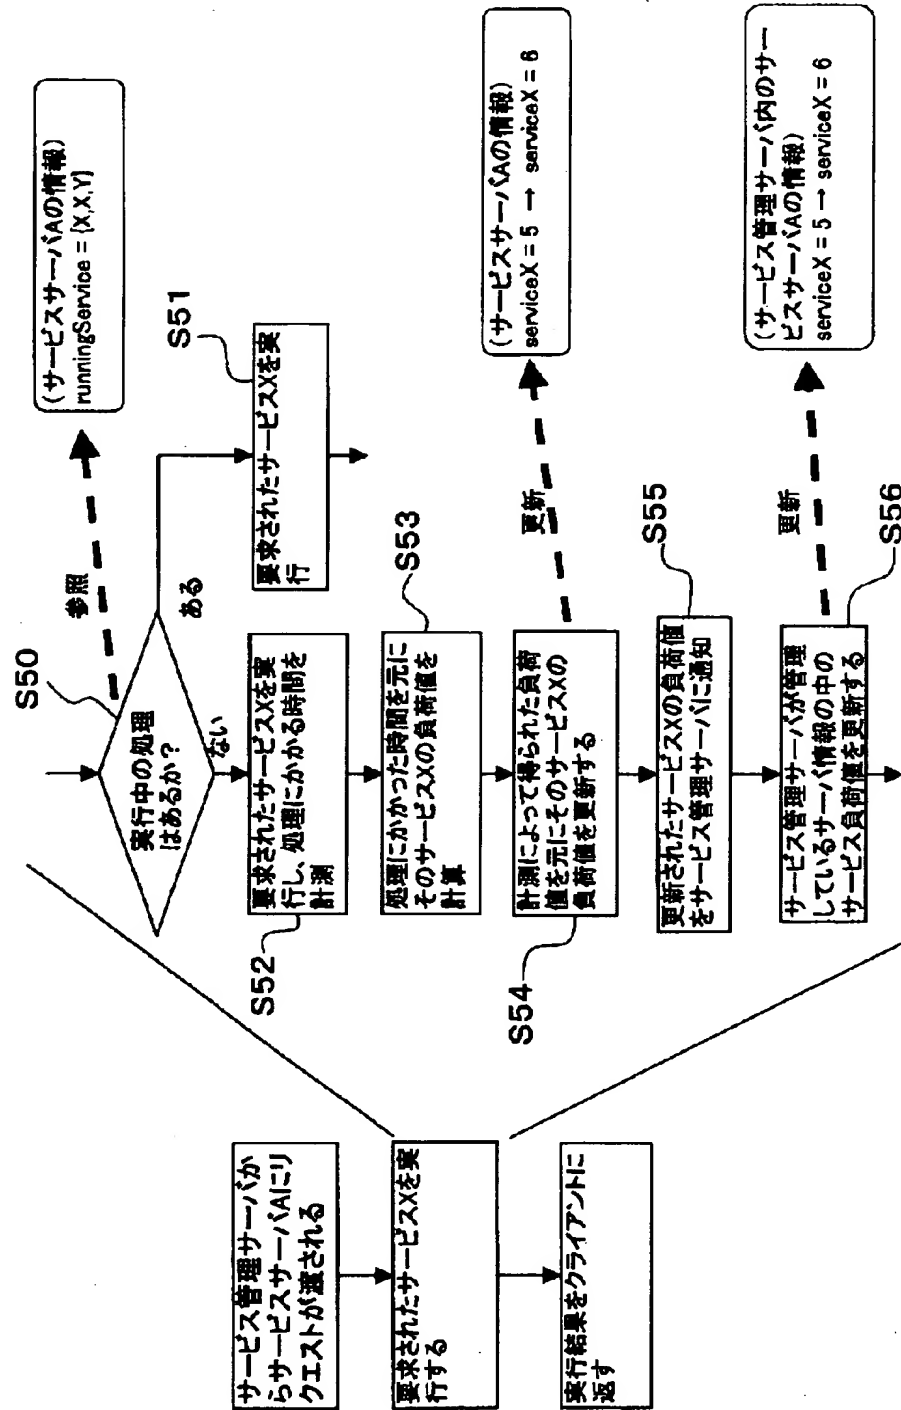 サービス管理サーバか
らサービスサーバAにリ
クエストが渡される
要求されたサービスXを実
行する
実行結果をクライアントに
返す
S50
実行中の処理
はあるか?
参照
(サービスサーバAの情報)
runningService = {X,X,Y}
ある
ない
S51
要求されたサービスXを実
行
S52
要求されたサービスXを実
行し、処理にかかる時間を
計測
S53
処理にかかった時間を元に
そのサービスXの負荷値を
計算
S54
計測によって得られた負荷
値を元にそのサービスXの
負荷値を更新する
更新
(サービスサーバAの情報)
serviceX = 5 → serviceX = 6
S55
更新されたサービスXの負荷値
をサービス管理サーバに通知
S56
サービス管理サーバが管理
しているサーバ情報の中の
サービス負荷値を更新する
更新
(サービス管理サーバ内のサー
ビスサーバAの情報)
serviceX = 5 → serviceX = 6